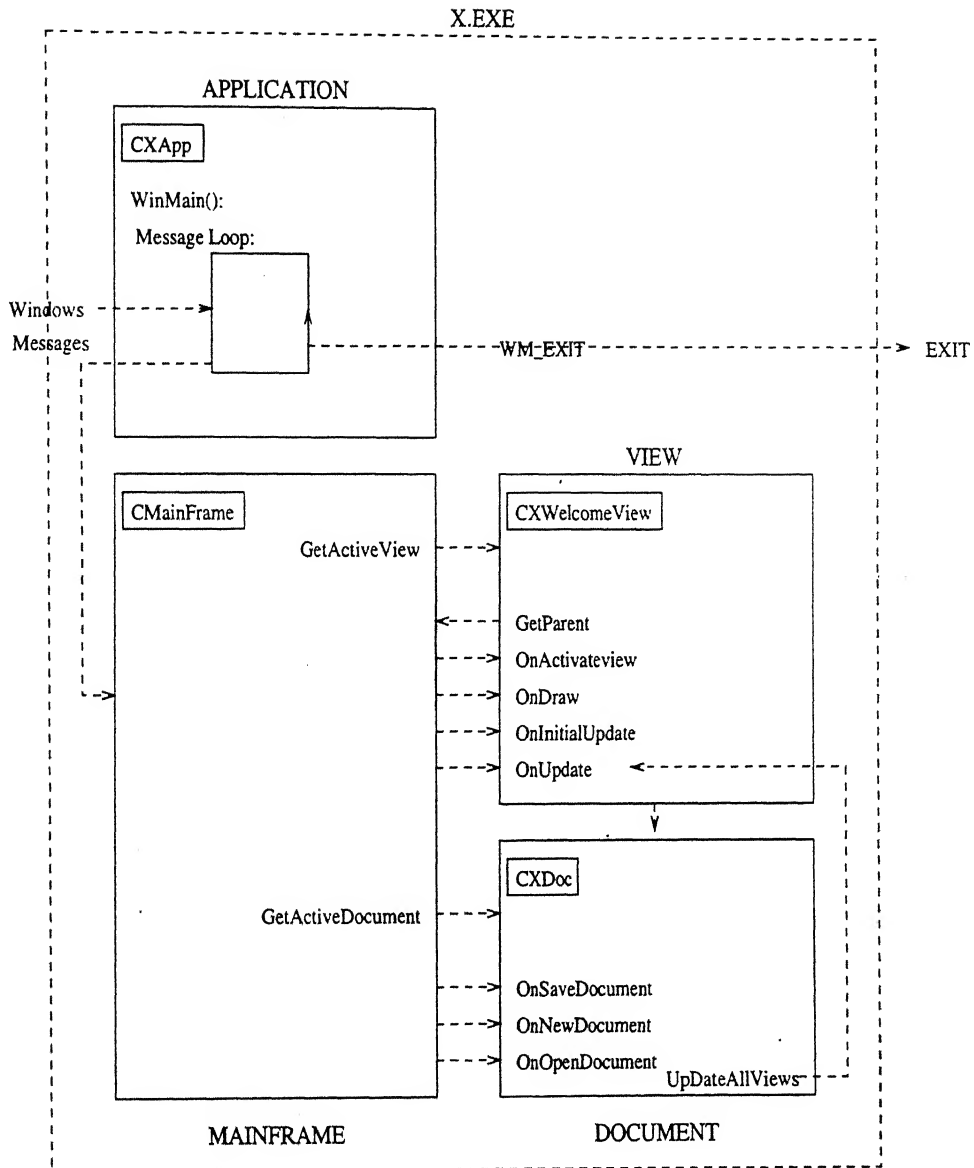 X.EXE
APPLICATION
CXApp
WinMain():
Message Loop:
Windows
Messages
WM_EXIT
EXIT
VIEW
CMainFrame
CXWelcomeView
GetActiveView
GetParent
OnActivateview
OnDraw
OnInitialUpdate
OnUpdate
CXDoc
GetActiveDocument
OnSaveDocument
OnNewDocument
OnOpenDocument
UpDateAllViews
MAINFRAME
DOCUMENT